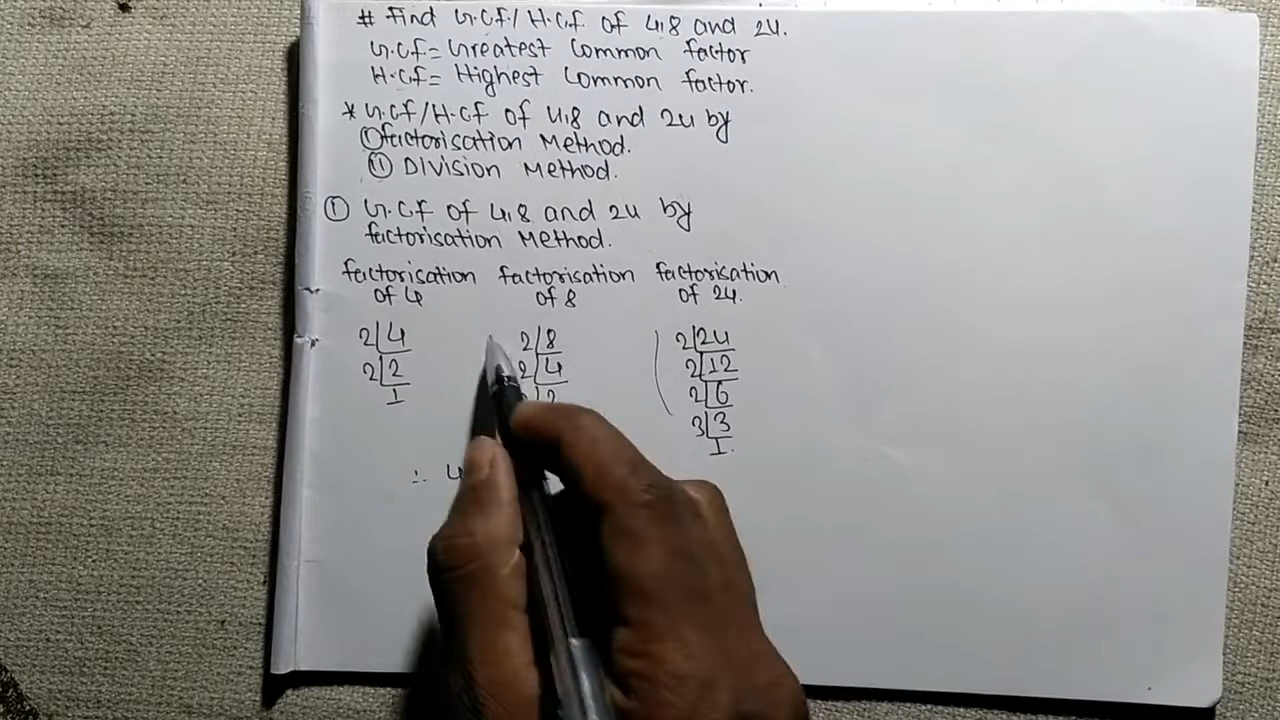 # Find G.C.f/ H.C.f. of 4,8 and 24.
G.C.f = Greatest Common factor
H.C.f = Highest Common factor.
* G.C.f/H.C.f of 4,8 and 24 by
(i) factorisation Method.
(ii) Division Method.
(i) G.C.f of 4,8 and 24 by
factorisation Method.
factorisation factorisation factorisation
of 4 of 8 of 24.
2|4 2|8 2|24
2|2 2|4 2|12
1 2 2|6
3|3
1.
∴